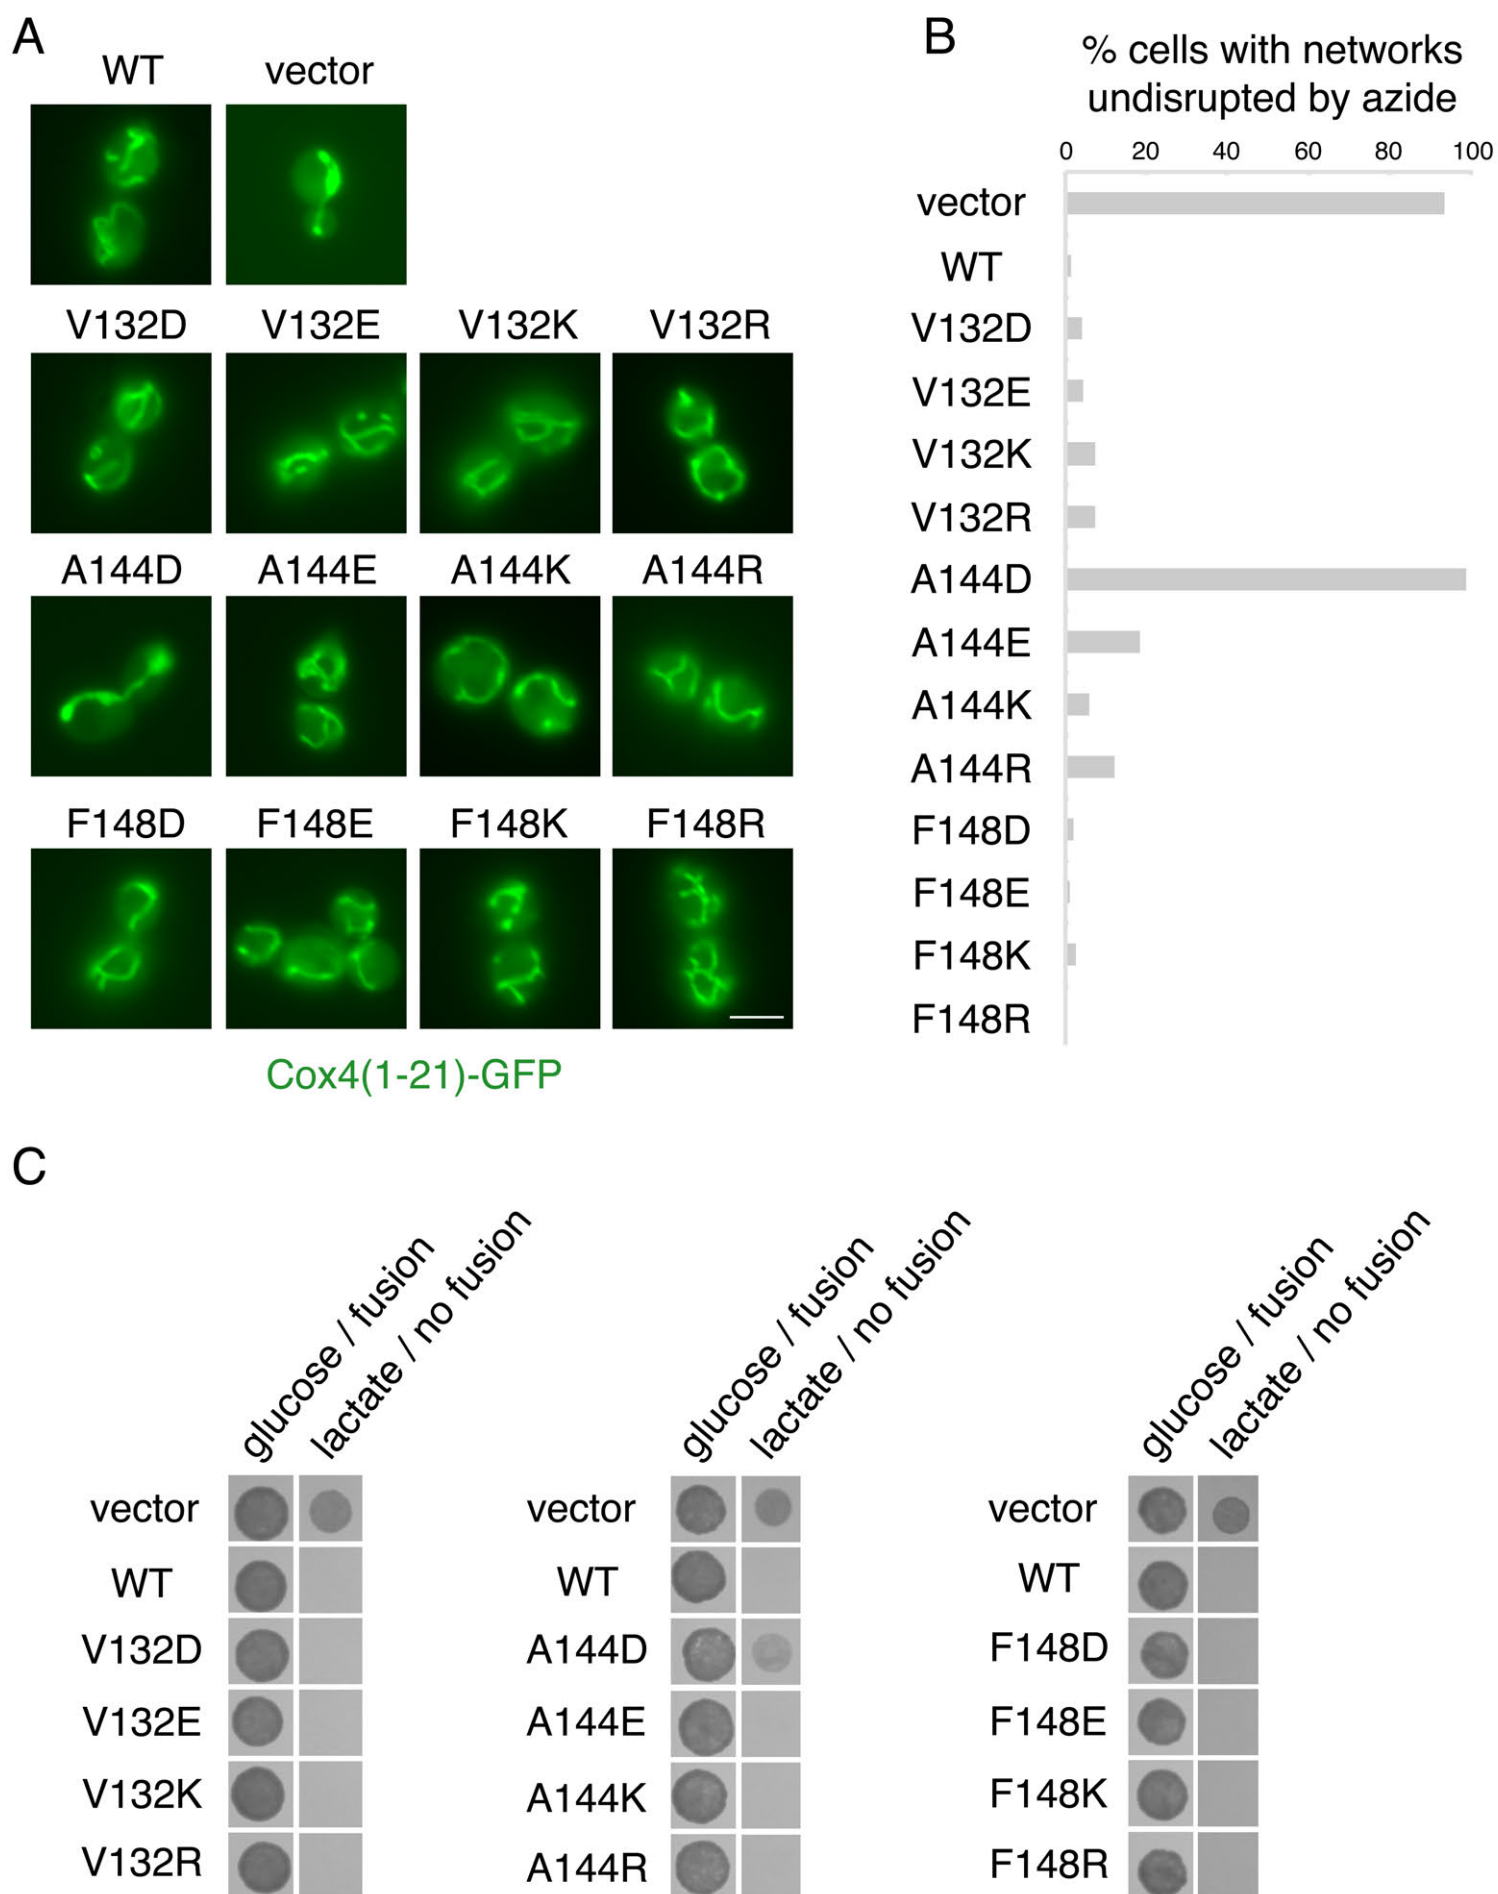 A
WT vector
V132D V132E V132K V132R
A144D A144E A144K A144R
F148D F148E F148K F148R
Cox4(1-21)-GFP
B
% cells with networks
undisrupted by azide
0 20 40 60 80 100
vector
WT
V132D
V132E
V132K
V132R
A144D
A144E
A144K
A144R
F148D
F148E
F148K
F148R
C
glucose / fusion
lactate / no fusion
vector
WT
V132D
V132E
V132K
V132R
glucose / fusion
lactate / no fusion
vector
WT
A144D
A144E
A144K
A144R
glucose / fusion
lactate / no fusion
vector
WT
F148D
F148E
F148K
F148R